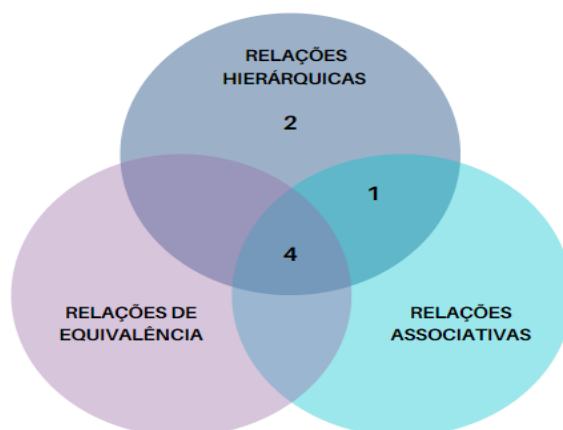 RELAÇÕES
HIERÁRQUICAS
2
1
4
RELAÇÕES DE
EQUIVALÊNCIA
RELAÇÕES
ASSOCIATIVAS